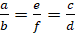 a/b = e/f = c/d